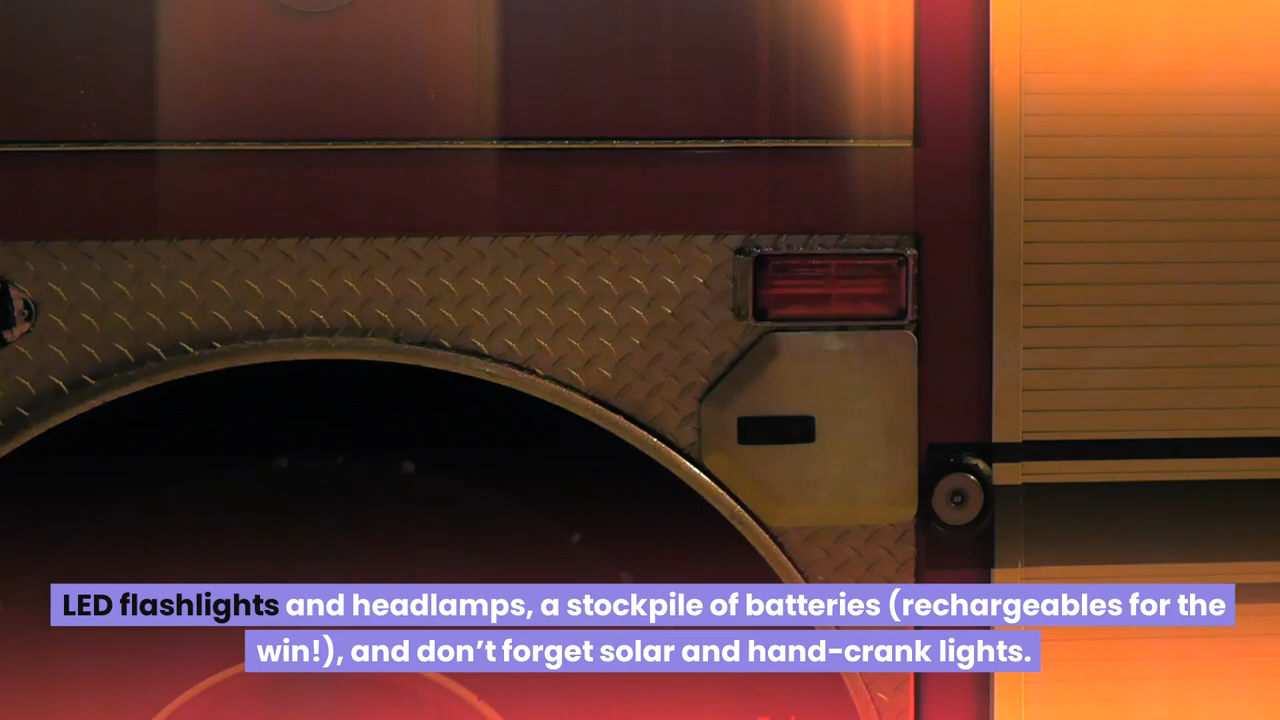 LED flashlights and headlamps, a stockpile of batteries (rechargeables for the
win!), and don’t forget solar and hand-crank lights.